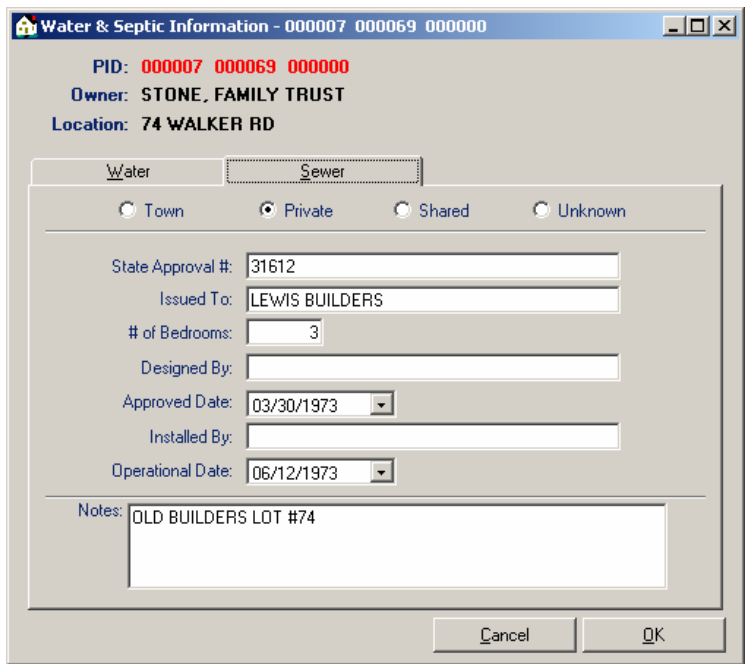 Water & Septic Information - 000007 000069 000000
PID: 000007 000069 000000
Owner: STONE, FAMILY TRUST
Location: 74 WALKER RD
Water Sewer
Town Private Shared Unknown
State Approval #: 31612
Issued To: LEWIS BUILDERS
# of Bedrooms: 3
Designed By:
Approved Date: 03/30/1973
Installed By:
Operational Date: 06/12/1973
Notes: OLD BUILDERS LOT #74
Cancel OK